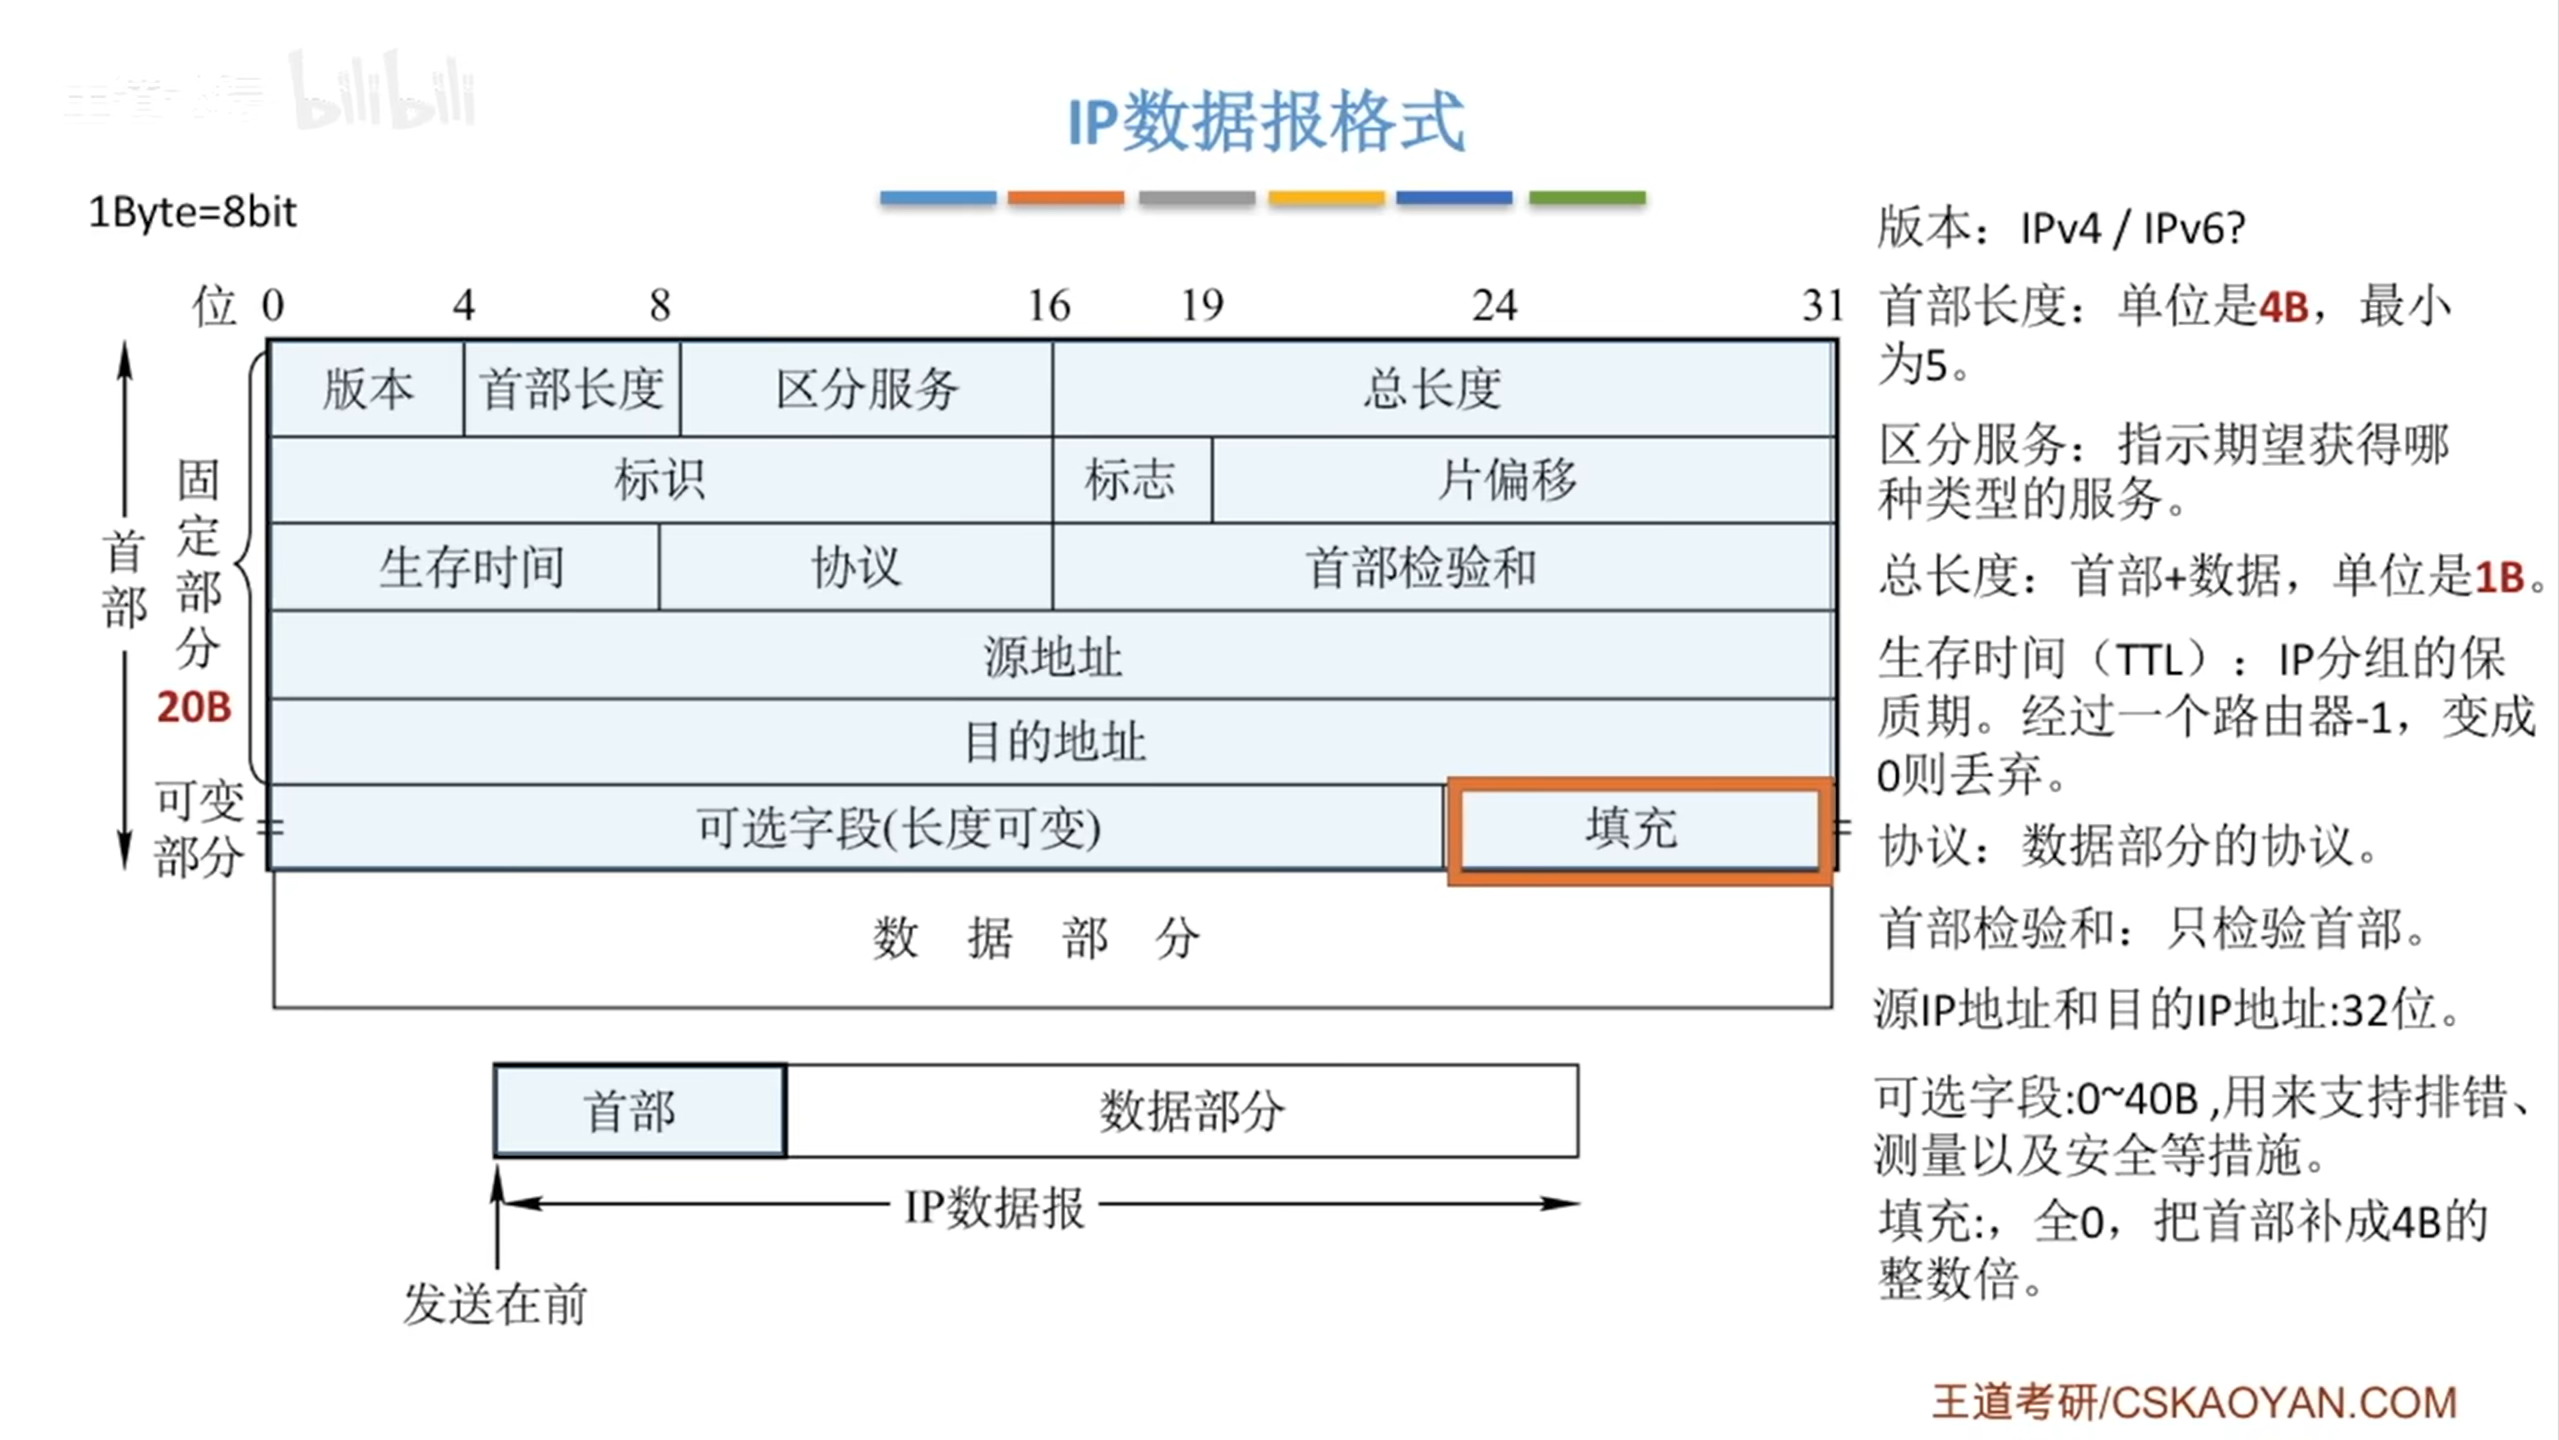 bilibili
IP数据报格式
1Byte=8bit
位 0 4 8 16 19 24 31
版本 首部长度 区分服务 总长度
标识 标志 片偏移
生存时间 协议 首部检验和
源地址
目的地址
可选字段(长度可变) 填充
数 据 部 分
首部
固定部分
20B
可变
部分
首部 数据部分
IP数据报
发送在前
版本：IPv4 / IPv6?
首部长度：单位是4B，最小
为5。
区分服务：指示期望获得哪
种类型的服务。
总长度：首部+数据，单位是1B。
生存时间（TTL）：IP分组的保
质期。经过一个路由器-1，变成
0则丢弃。
协议：数据部分的协议。
首部检验和：只检验首部。
源IP地址和目的IP地址:32位。
可选字段:0~40B ,用来支持排错、
测量以及安全等措施。
填充:，全0，把首部补成4B的
整数倍。
王道考研/CSKAOYAN.COM